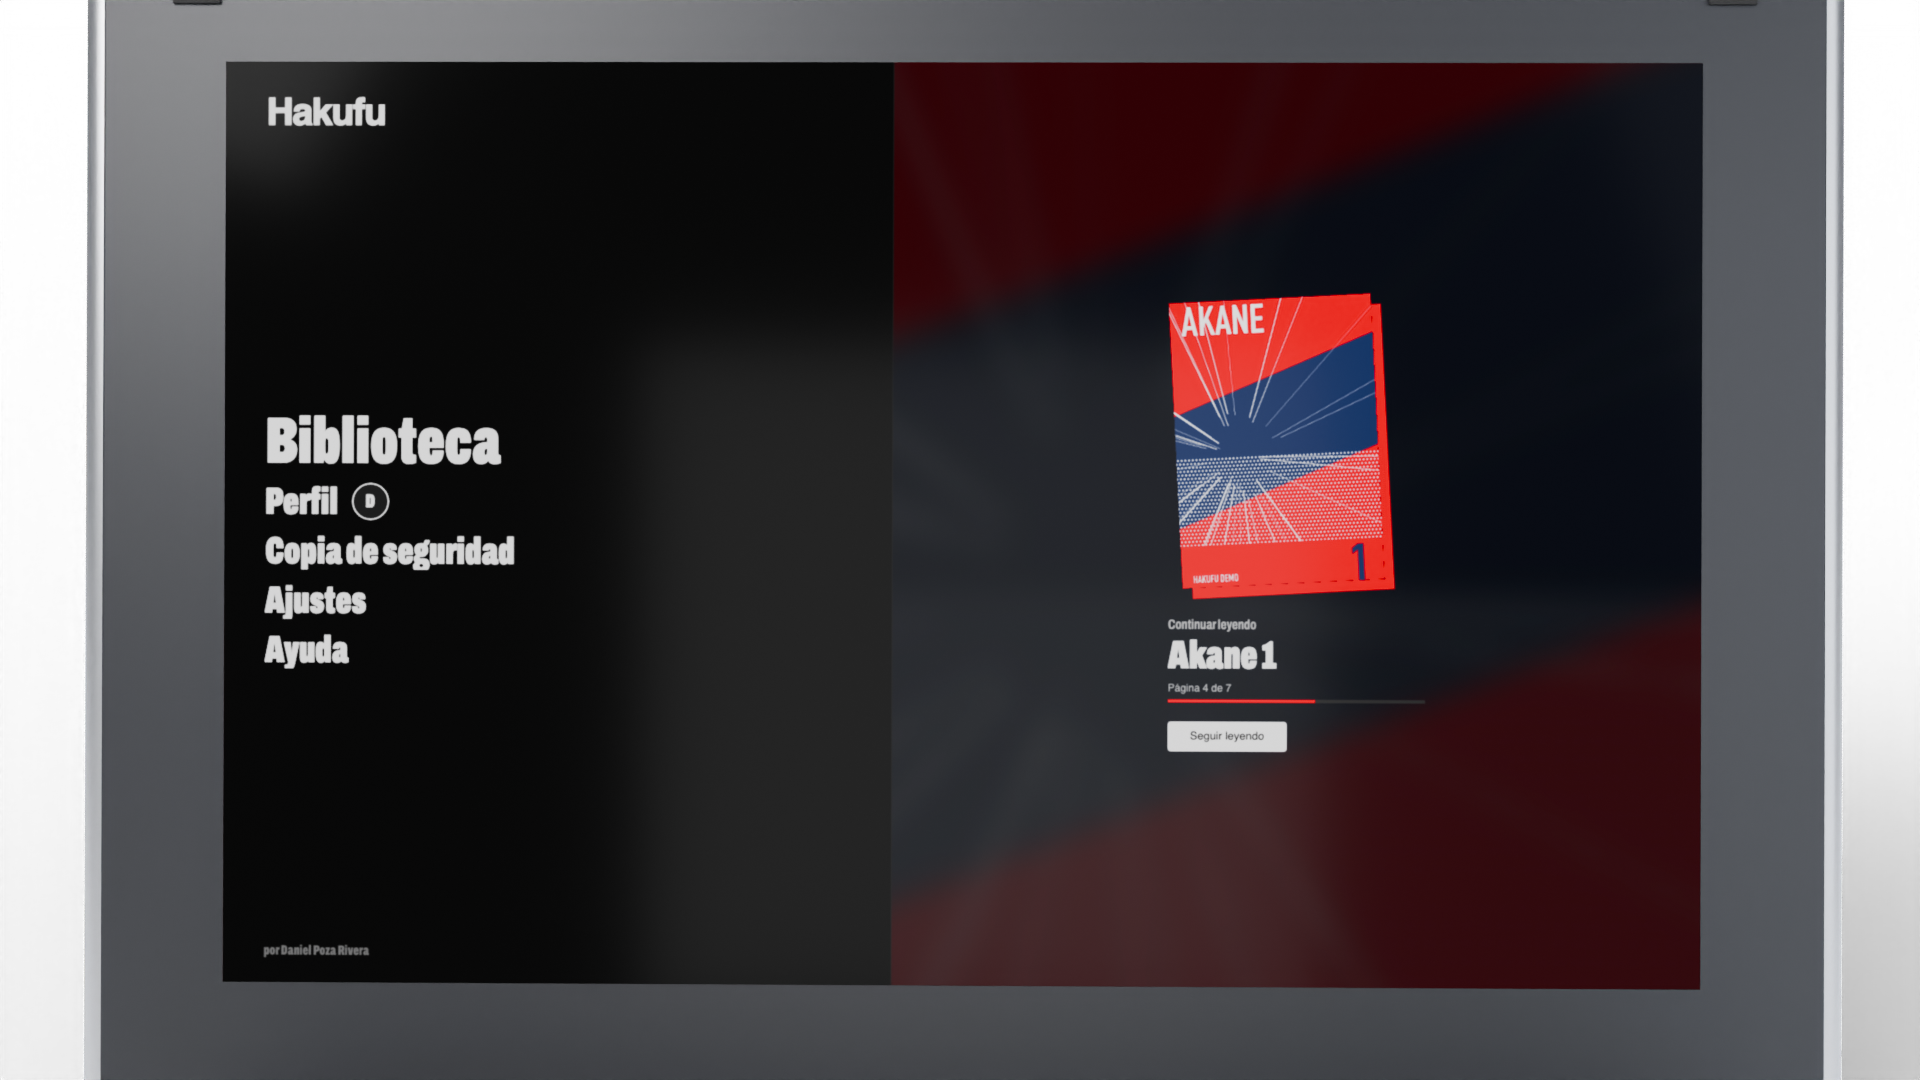 Hakufu
Biblioteca
Perfil D
Copia de seguridad
Ajustes
Ayuda
por Daniel Poza Rivera
AKANE
1
HAKUFU DEMO
Continuar leyendo
Akane 1
Página 4 de 7
Seguir leyendo